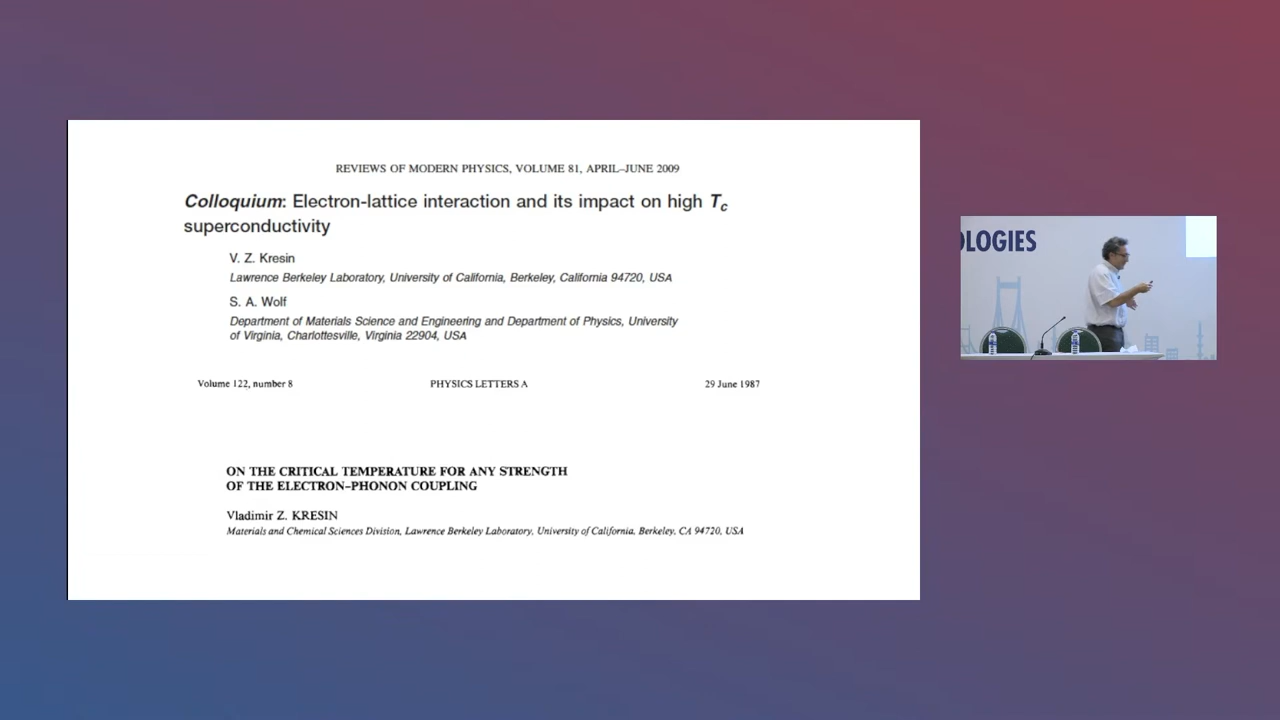 REVIEWS OF MODERN PHYSICS, VOLUME 81, APRIL–JUNE 2009
Colloquium: Electron-lattice interaction and its impact on high Tc
superconductivity
V. Z. Kresin
Lawrence Berkeley Laboratory, University of California, Berkeley, California 94720, USA
S. A. Wolf
Department of Materials Science and Engineering and Department of Physics, University
of Virginia, Charlottesville, Virginia 22904, USA
Volume 122, number 8 PHYSICS LETTERS A 29 June 1987
ON THE CRITICAL TEMPERATURE FOR ANY STRENGTH
OF THE ELECTRON–PHONON COUPLING
Vladimir Z. KRESIN
Materials and Chemical Sciences Division, Lawrence Berkeley Laboratory, University of California, Berkeley, CA 94720, USA
OLOGIES